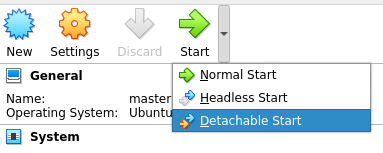 New Settings Discard Start
General
Normal Start
Name: master
Headless Start
Operating System: Ubuntu
Detachable Start
System